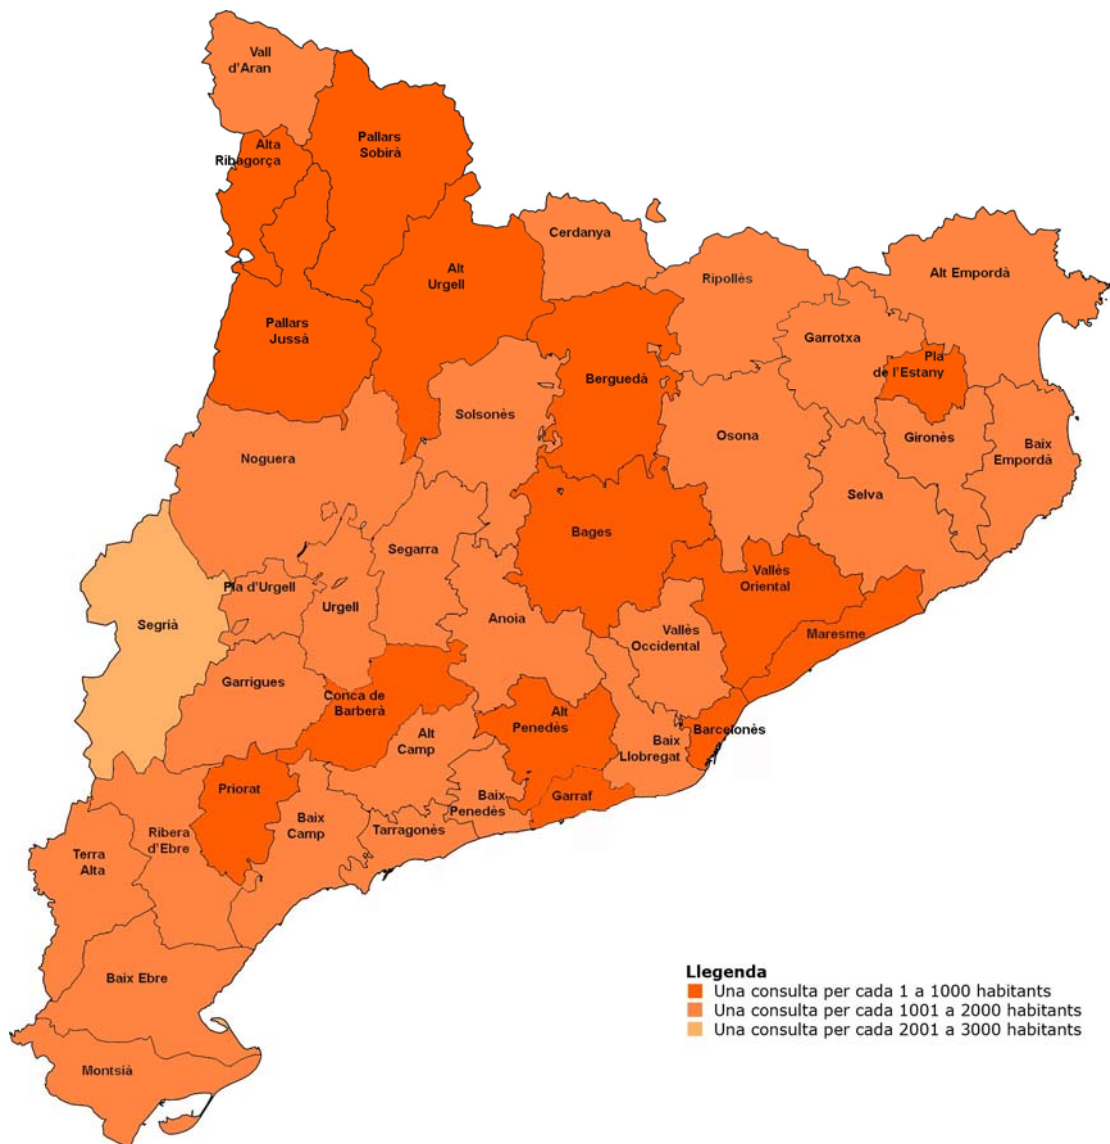 Vall
d'Aran
Alta
Ribagorça
Pallars
Sobirà
Cerdanya
Alt
Urgell
Ripollès
Alt Empordà
Pallars
Jussà
Garrotxa
Pla
de l'Estany
Berguedà
Solsonès
Osona
Gironès
Baix
Empordà
Noguera
Selva
Bages
Segarra
Vallès
Oriental
Pla d'Urgell
Urgell
Segrià
Anoia
Vallès
Occidental
Maresme
Garrigues
Conca de
Barberà
Alt
Penedès
Alt
Camp
Baix
Llobregat
Barcelonès
Priorat
Baix
Penedès
Garraf
Baix
Camp
Tarragonès
Ribera
d'Ebre
Terra
Alta
Baix Ebre
Montsià
Llegenda
Una consulta per cada 1 a 1000 habitants
Una consulta per cada 1001 a 2000 habitants
Una consulta per cada 2001 a 3000 habitants